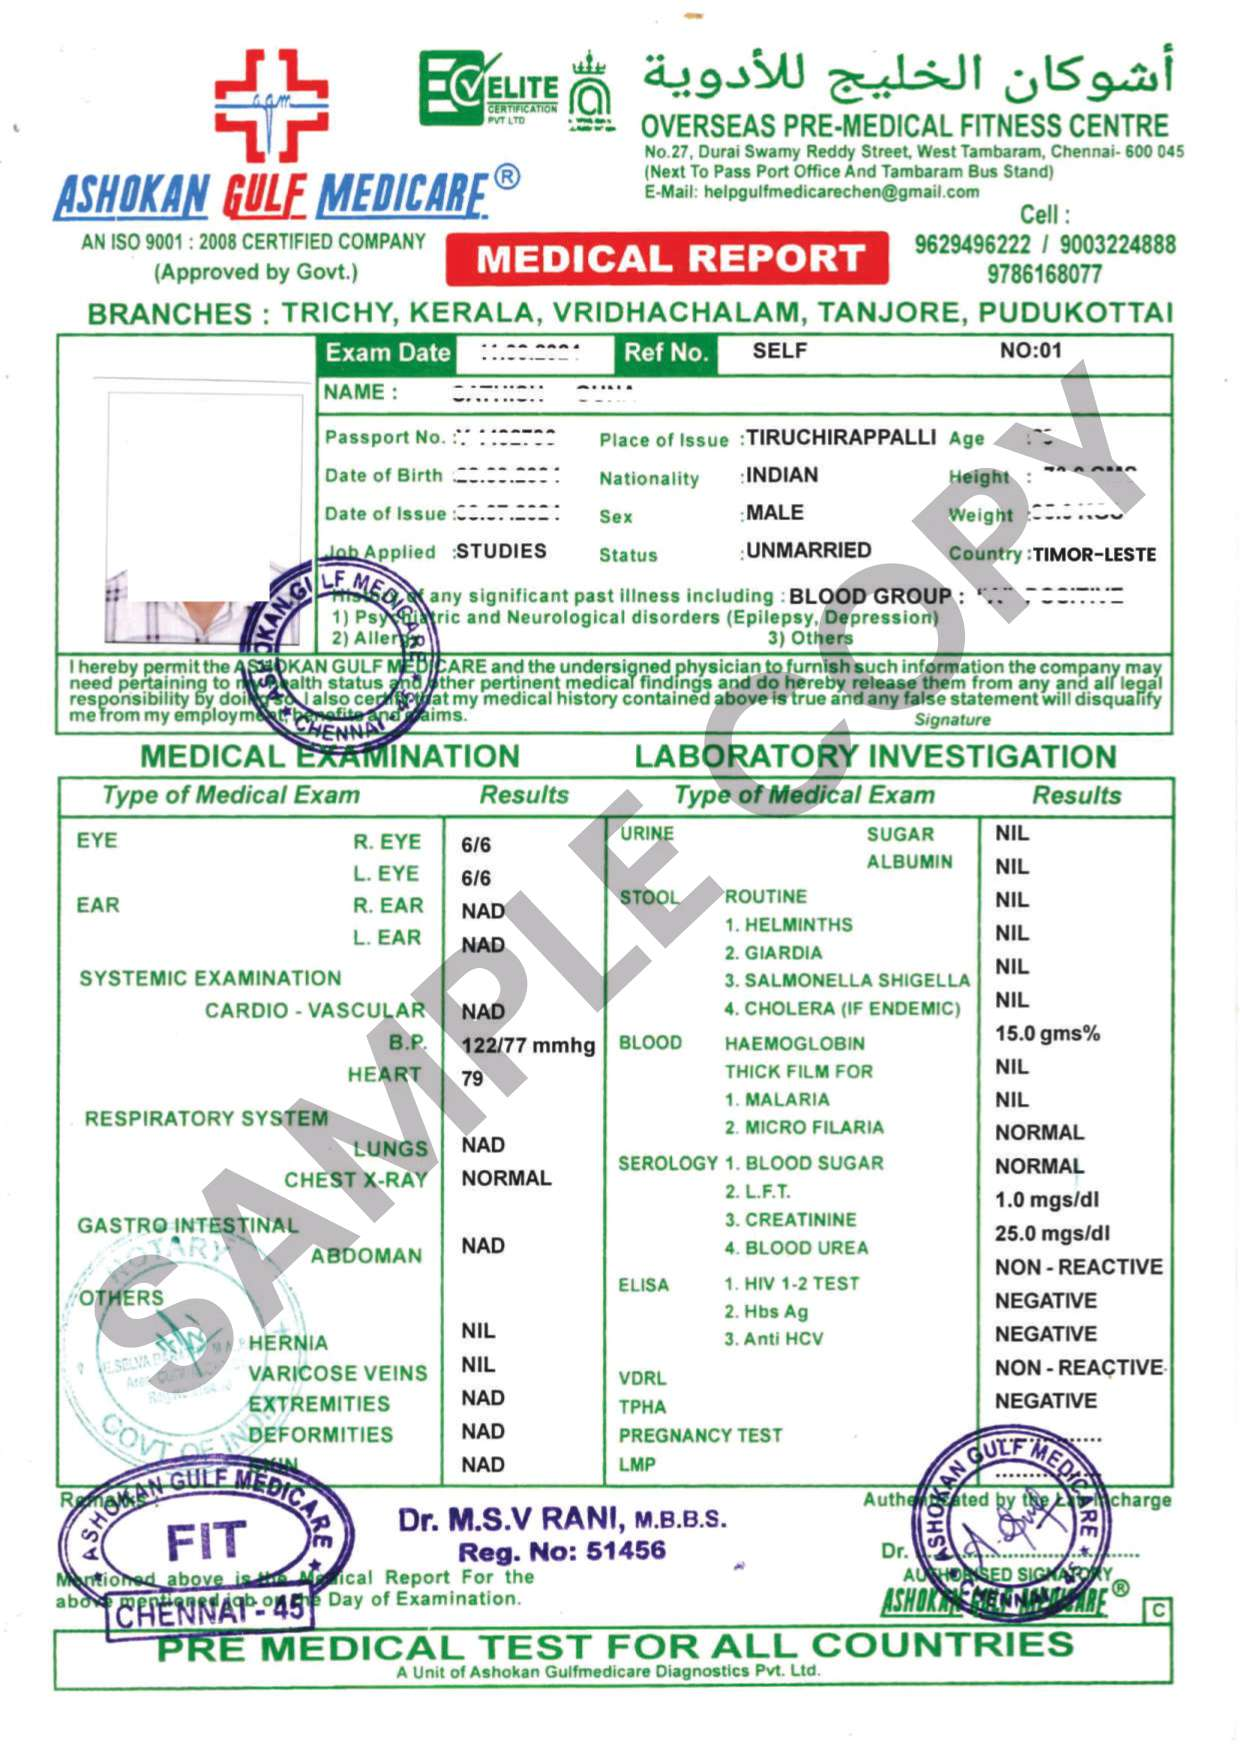 agm
ASHOKAN GULF MEDICARE ®
AN ISO 9001 : 2008 CERTIFIED COMPANY
(Approved by Govt.)
EC ELITE
CERTIFICATION
PVT LTD
أشوكان الخليج للأدوية
OVERSEAS PRE-MEDICAL FITNESS CENTRE
No.27, Durai Swamy Reddy Street, West Tambaram, Chennai- 600 045
(Next To Pass Port Office And Tambaram Bus Stand)
E-Mail: helpgulfmedicarechen@gmail.com
Cell :
9629496222 / 9003224888
9786168077
MEDICAL REPORT
BRANCHES : TRICHY, KERALA, VRIDHACHALAM, TANJORE, PUDUKOTTAI
Exam Date Ref No. SELF NO:01
NAME :
Passport No. : Place of Issue :TIRUCHIRAPPALLI Age :
Date of Birth : Nationality :INDIAN Height :
Date of Issue : Sex :MALE Weight :
Job Applied :STUDIES Status :UNMARRIED Country :TIMOR-LESTE
History of any significant past illness including : BLOOD GROUP :
1) Psychiatric and Neurological disorders (Epilepsy, Depression)
2) Allergy 3) Others
I hereby permit the ASHOKAN GULF MEDICARE and the undersigned physician to furnish such information the company may
need pertaining to my health status and other pertinent medical findings and do hereby release them from any and all legal
responsibility by doing so I also certify that my medical history contained above is true and any false statement will disqualify
me from my employment, benefits and claims.
Signature
ASHOKAN GULF MEDICARE
CHENNAI
MEDICAL EXAMINATION LABORATORY INVESTIGATION
Type of Medical Exam Results Type of Medical Exam Results
EYE R. EYE 6/6
L. EYE 6/6
EAR R. EAR NAD
L. EAR NAD
SYSTEMIC EXAMINATION
CARDIO - VASCULAR NAD
B.P. 122/77 mmhg
HEART 79
RESPIRATORY SYSTEM
LUNGS NAD
CHEST X-RAY NORMAL
GASTRO INTESTINAL
ABDOMAN NAD
OTHERS
HERNIA NIL
VARICOSE VEINS NIL
EXTREMITIES NAD
DEFORMITIES NAD
SKIN NAD
URINE SUGAR NIL
ALBUMIN NIL
STOOL ROUTINE NIL
1. HELMINTHS NIL
2. GIARDIA NIL
3. SALMONELLA SHIGELLA NIL
4. CHOLERA (IF ENDEMIC)
BLOOD HAEMOGLOBIN 15.0 gms%
THICK FILM FOR NIL
1. MALARIA NIL
2. MICRO FILARIA NORMAL
SEROLOGY 1. BLOOD SUGAR NORMAL
2. L.F.T. 1.0 mgs/dl
3. CREATININE 25.0 mgs/dl
4. BLOOD UREA
ELISA 1. HIV 1-2 TEST NON - REACTIVE
2. Hbs Ag NEGATIVE
3. Anti HCV NEGATIVE
VDRL NON - REACTIVE
TPHA NEGATIVE
PREGNANCY TEST
LMP
SAMPLE COPY
NOTARY
GOVT OF INDIA
Remarks :
ASHOKAN GULF MEDICARE
FIT
CHENNAI - 45
Dr. M.S.V RANI, M.B.B.S.
Reg. No: 51456
Mentioned above is the Medical Report For the
above mentioned job on the Day of Examination.
Authenticated by the Lab Incharge
Dr.
AUTHORISED SIGNATORY
ASHOKAN GULF MEDICARE ®
ASHOKAN GULF MEDICARE
CHENNAI
C
PRE MEDICAL TEST FOR ALL COUNTRIES
A Unit of Ashokan Gulfmedicare Diagnostics Pvt. Ltd.